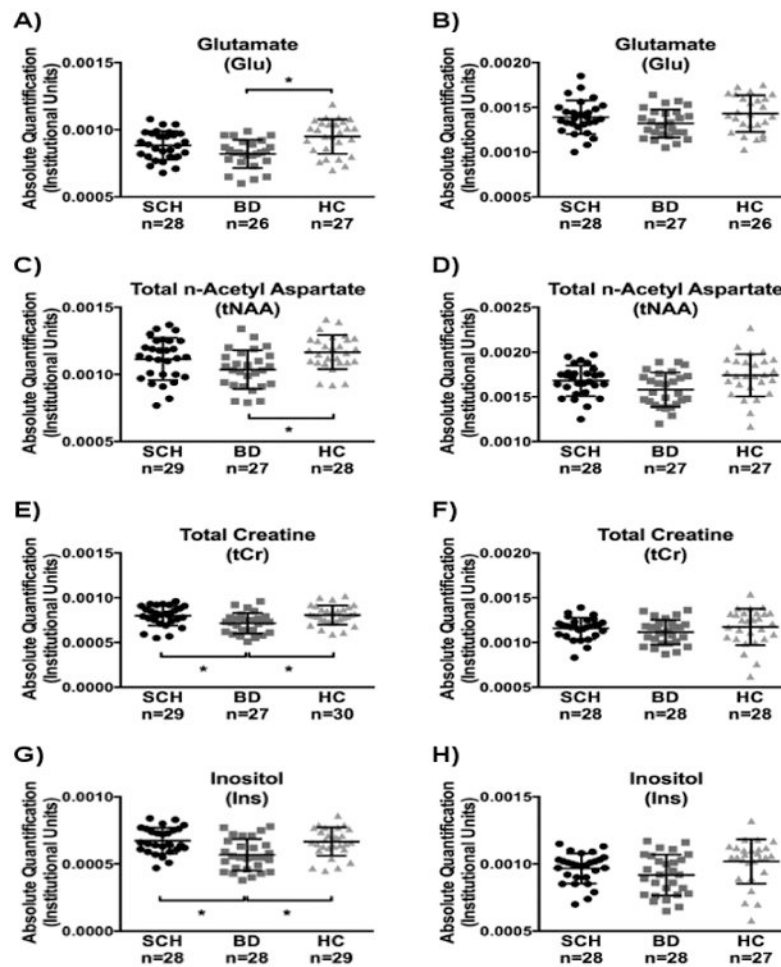 A)
Glutamate
(Glu)
Absolute Quantification
(Institutional Units)
0.0015
0.0010
0.0005
*
SCH BD HC
n=28 n=26 n=27
B)
Glutamate
(Glu)
Absolute Quantification
(Institutional Units)
0.0020
0.0015
0.0010
0.0005
SCH BD HC
n=28 n=27 n=26
C)
Total n-Acetyl Aspartate
(tNAA)
Absolute Quantification
(Institutional Units)
0.0015
0.0010
0.0005
*
SCH BD HC
n=29 n=27 n=28
D)
Total n-Acetyl Aspartate
(tNAA)
Absolute Quantification
(Institutional Units)
0.0025
0.0020
0.0015
0.0010
SCH BD HC
n=28 n=27 n=27
E)
Total Creatine
(tCr)
Absolute Quantification
(Institutional Units)
0.0015
0.0010
0.0005
0.0000
* *
SCH BD HC
n=29 n=27 n=30
F)
Total Creatine
(tCr)
Absolute Quantification
(Institutional Units)
0.0020
0.0015
0.0010
0.0005
SCH BD HC
n=28 n=28 n=28
G)
Inositol
(Ins)
Absolute Quantification
(Institutional Units)
0.0010
0.0005
0.0000
* *
SCH BD HC
n=28 n=28 n=29
H)
Inositol
(Ins)
Absolute Quantification
(Institutional Units)
0.0015
0.0010
0.0005
SCH BD HC
n=28 n=28 n=27